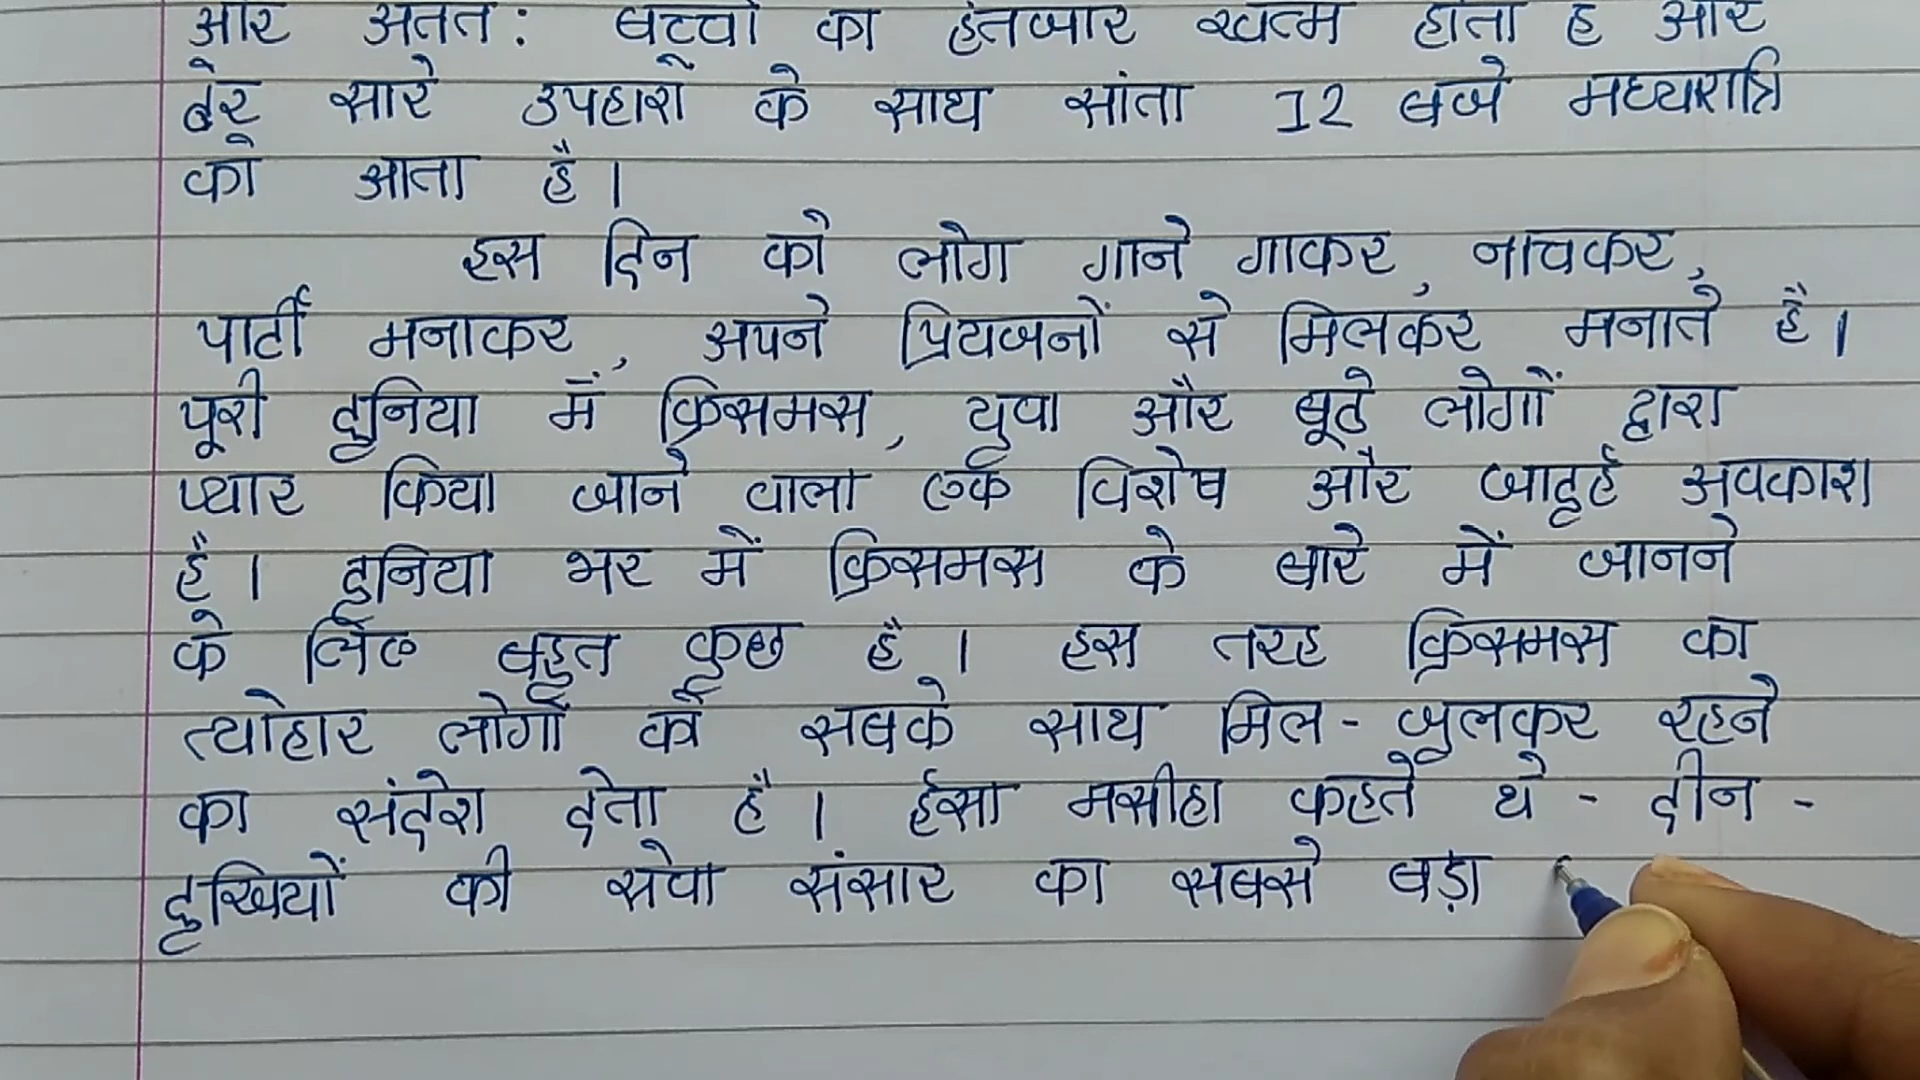 और अंतत: बच्चों का इंतजार खत्म होता है और
ढेर सारे उपहारों के साथ सांता 12 बजे मध्यरात्रि
को आता है।
इस दिन को लोग गाने गाकर, नाचकर,
पार्टी मनाकर, अपने प्रियजनों से मिलकर मनाते हैं।
पूरी दुनिया में क्रिसमस, युवा और बूढ़े लोगों द्वारा
प्यार किया जाने वाला एक विशेष और जादुई अवकाश
है। दुनिया भर में क्रिसमस के बारे में जानने
के लिए बहुत कुछ है। इस तरह क्रिसमस का
त्योहार लोगों को सबके साथ मिल-जुलकर रहने
का संदेश देता है। ईसा मसीहा कहते थे - दीन -
दुखियों की सेवा संसार का सबसे बड़ा